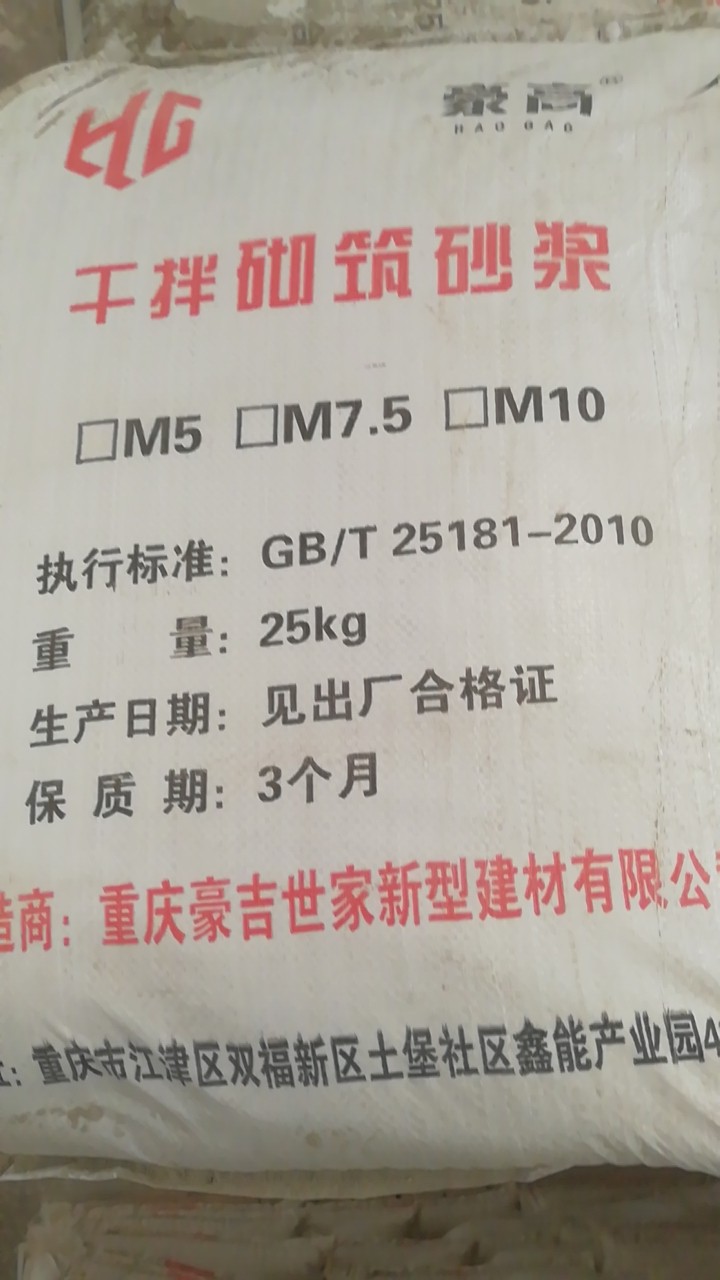 HG
豪高
HAO GAO
干拌砌筑砂浆
□M5 □M7.5 □M10
执行标准：GB/T 25181-2010
重量：25kg
生产日期：见出厂合格证
保质期：3个月
造商：重庆豪吉世家新型建材有限公
址：重庆市江津区双福新区土堡社区鑫能产业园4